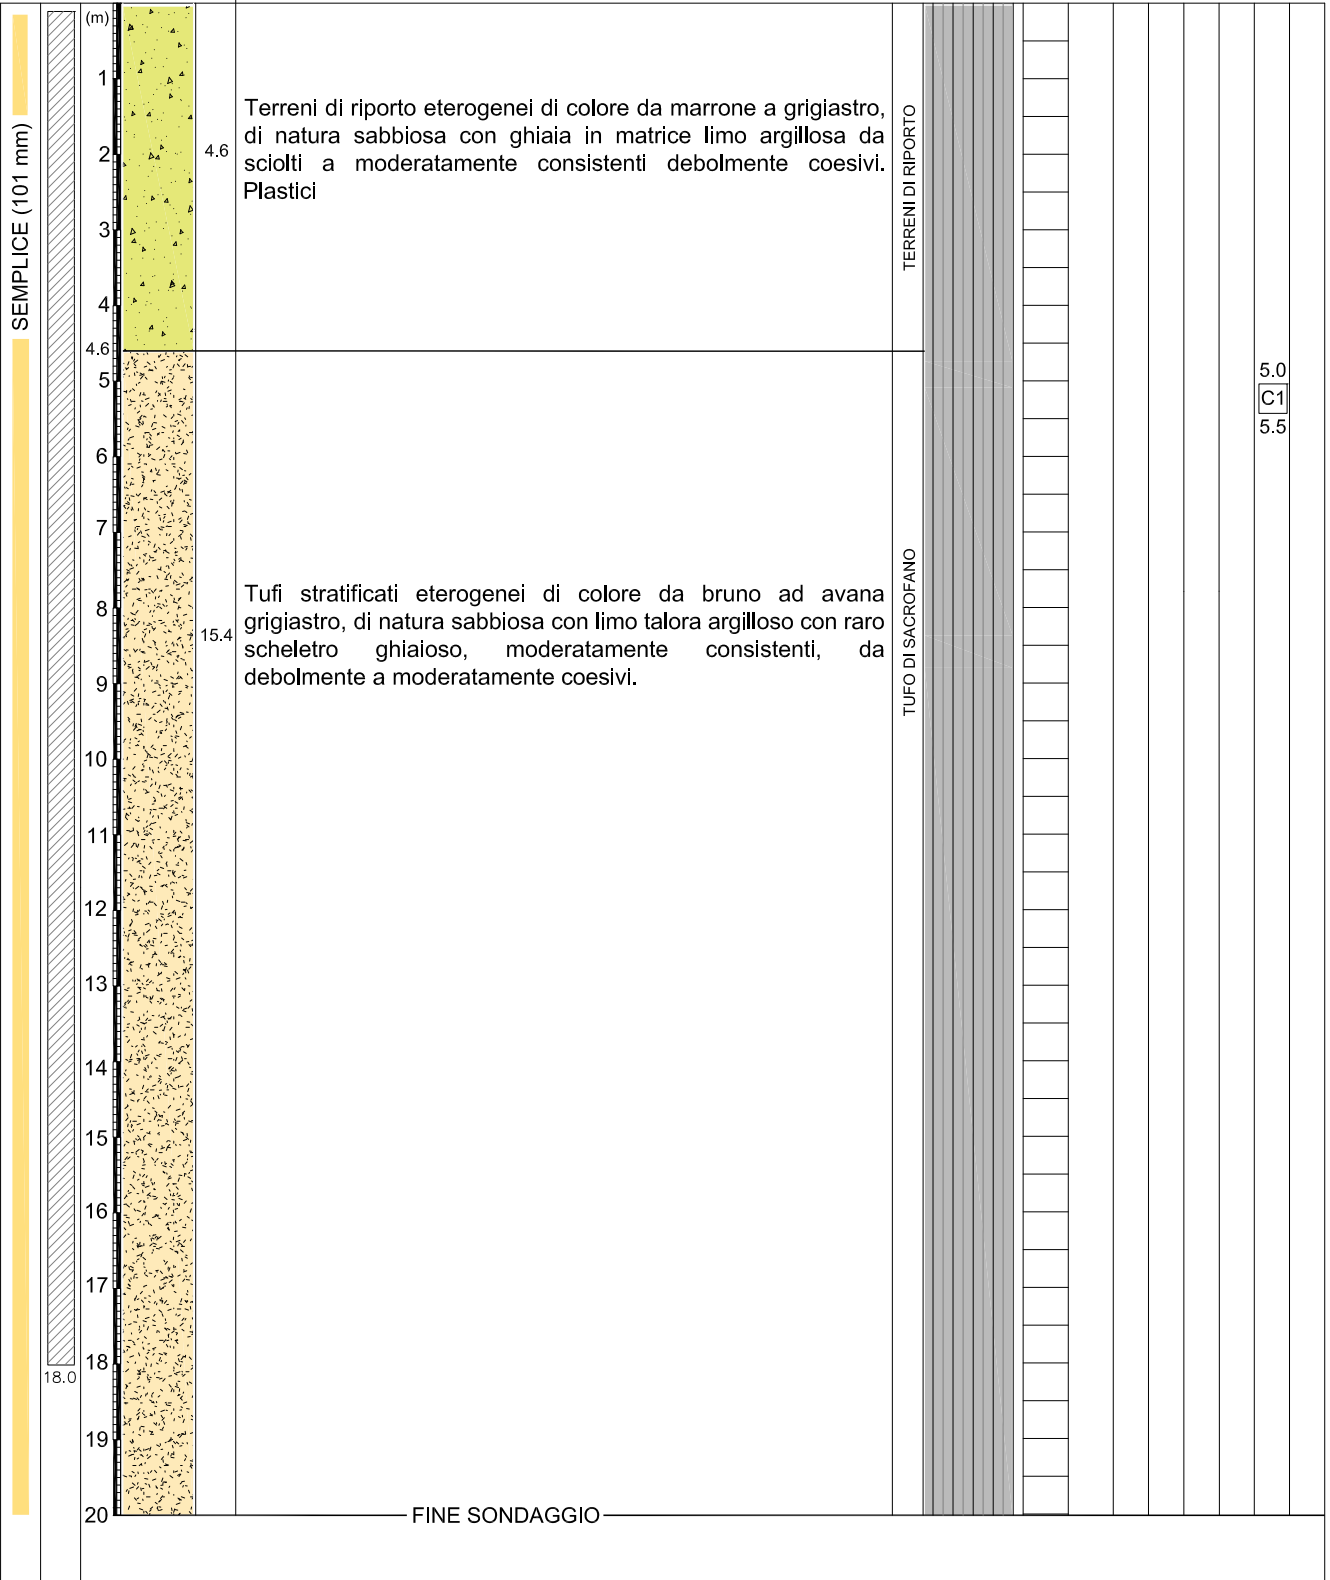 (m)
SEMPLICE (101 mm)
1
2
3
4
4.6
5
6
7
8
9
10
11
12
13
14
15
16
17
18
19
20
18.0
4.6
Terreni di riporto eterogenei di colore da marrone a grigiastro,
di natura sabbiosa con ghiaia in matrice limo argillosa da
sciolti a moderatamente consistenti debolmente coesivi.
Plastici
TERRENI DI RIPORTO
15.4
Tufi stratificati eterogenei di colore da bruno ad avana
grigiastro, di natura sabbiosa con limo talora argilloso con raro
scheletro ghiaioso, moderatamente consistenti, da
debolmente a moderatamente coesivi.
TUFO DI SACROFANO
5.0
C1
5.5
FINE SONDAGGIO